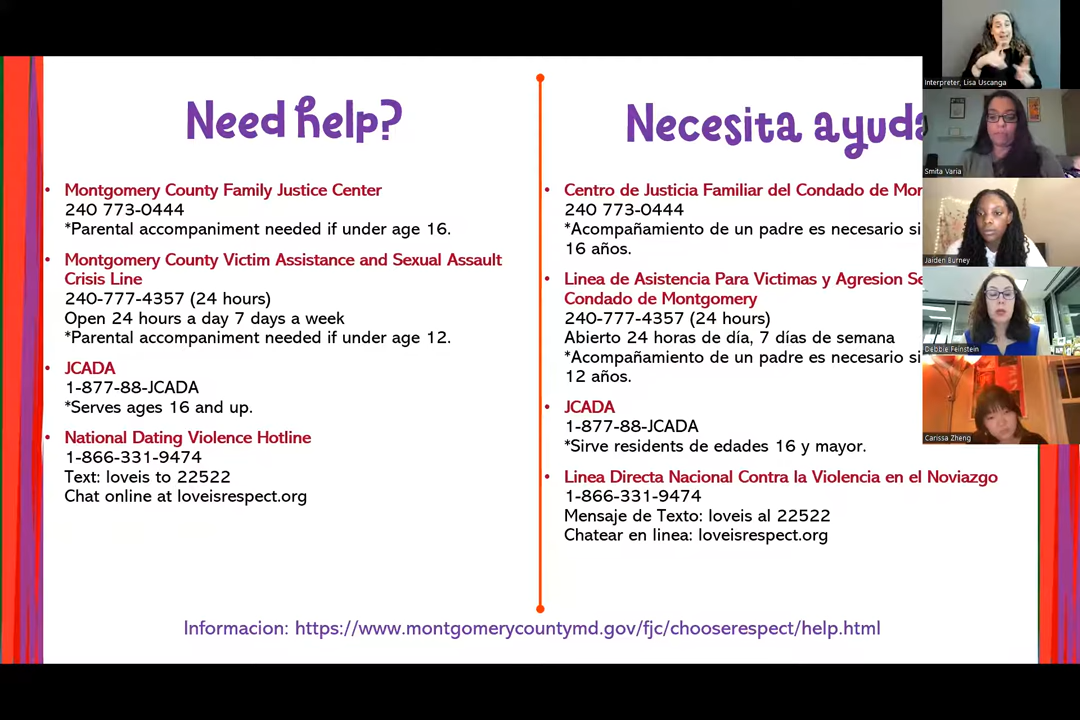 Need help?
• Montgomery County Family Justice Center
240 773-0444
*Parental accompaniment needed if under age 16.
• Montgomery County Victim Assistance and Sexual Assault
Crisis Line
240-777-4357 (24 hours)
Open 24 hours a day 7 days a week
*Parental accompaniment needed if under age 12.
• JCADA
1-877-88-JCADA
*Serves ages 16 and up.
• National Dating Violence Hotline
1-866-331-9474
Text: loveis to 22522
Chat online at loveisrespect.org
Necesita ayuda
• Centro de Justicia Familiar del Condado de
240 773-0444
*Acompañamiento de un padre es necesario si
16 años.
• Linea de Asistencia Para Victimas y Agresion
Condado de Montgomery
240-777-4357 (24 hours)
Abierto 24 horas de día, 7 días de semana
*Acompañamiento de un padre es necesario si
12 años.
• JCADA
1-877-88-JCADA
*Sirve residents de edades 16 y mayor.
• Linea Directa Nacional Contra la Violencia en el Noviazgo
1-866-331-9474
Mensaje de Texto: loveis al 22522
Chatear en linea: loveisrespect.org
Informacion: https://www.montgomerycountymd.gov/fjc/chooserespect/help.html
Interpreter, Lisa Uscanga
Smita Varia
Jaiden Burney
Debbie Feinstein
Carissa Zheng